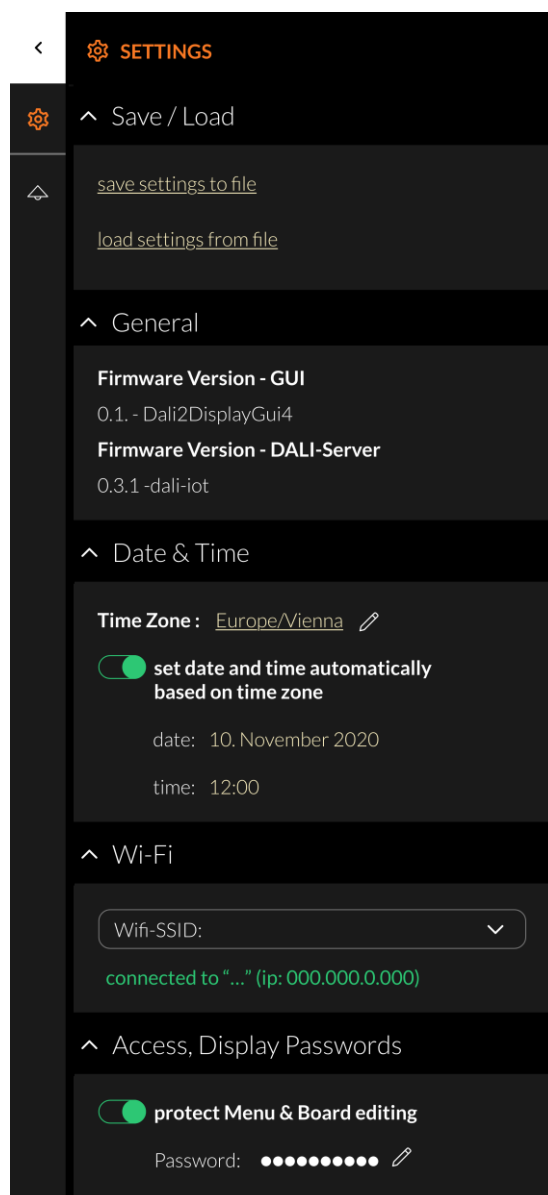 SETTINGS
Save / Load
save settings to file
load settings from file
General
Firmware Version - GUI
0.1. - Dali2DisplayGui4
Firmware Version - DALI-Server
0.3.1 -dali-iot
Date & Time
Time Zone : Europe/Vienna
set date and time automatically
based on time zone
date: 10. November 2020
time: 12:00
Wi-Fi
Wifi-SSID:
connected to “...” (ip: 000.000.0.000)
Access, Display Passwords
protect Menu & Board editing
Password: ●●●●●●●●●●